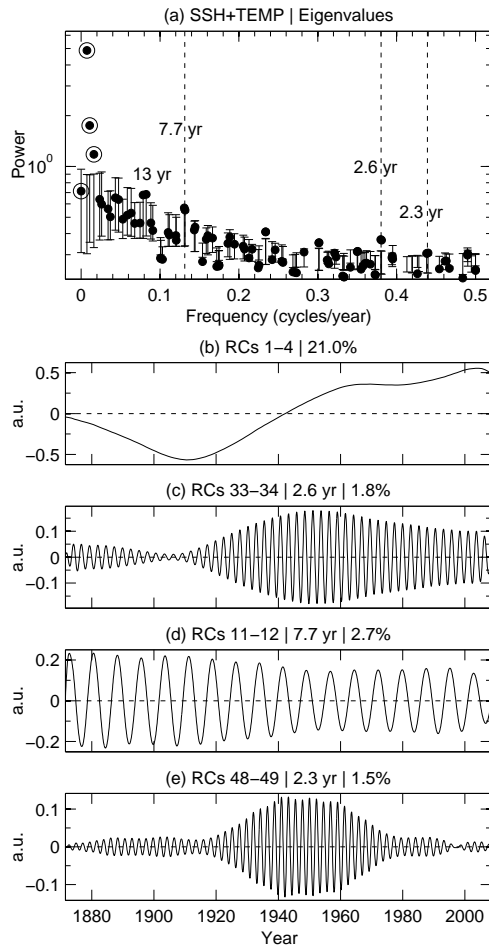 (a) SSH+TEMP | Eigenvalues
Power
10⁰
7.7 yr
13 yr
2.6 yr
2.3 yr
0 0.1 0.2 0.3 0.4 0.5
Frequency (cycles/year)
(b) RCs 1−4 | 21.0%
a.u.
0.5
0
−0.5
(c) RCs 33−34 | 2.6 yr | 1.8%
a.u.
0.1
0
−0.1
(d) RCs 11−12 | 7.7 yr | 2.7%
a.u.
0.2
0
−0.2
(e) RCs 48−49 | 2.3 yr | 1.5%
a.u.
0.1
0
−0.1
1880 1900 1920 1940 1960 1980 2000
Year